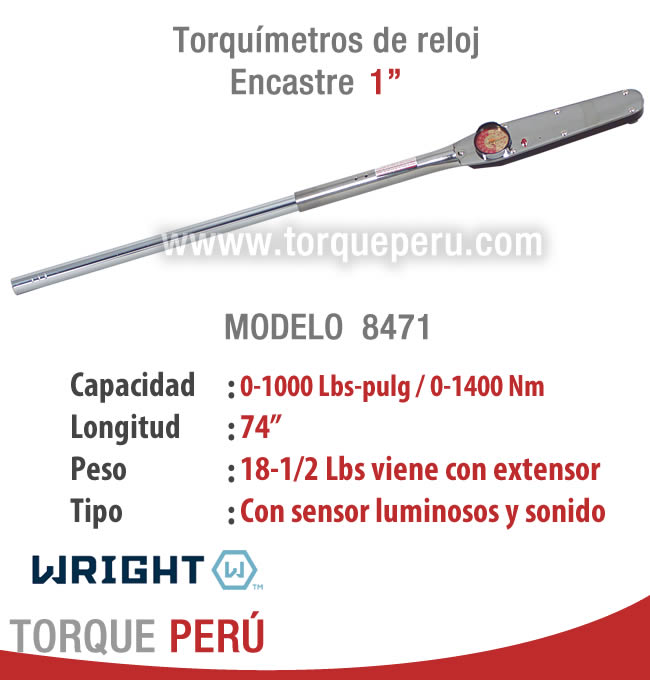 Torquímetros de reloj
Encastre 1”
www.torqueperu.com
MODELO 8471
Capacidad : 0-1000 Lbs-pulg / 0-1400 Nm
Longitud : 74”
Peso : 18-1/2 Lbs viene con extensor
Tipo : Con sensor luminosos y sonido
WRIGHT W TM
TORQUE PERÚ